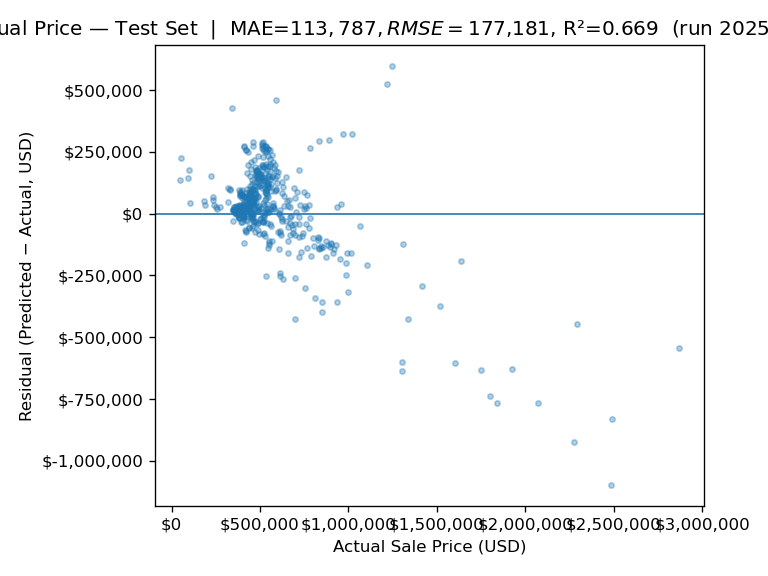 ual Price — Test Set | MAE=113,787,RMSE=177,181, R²=0.669 (run 2025
$500,000
$250,000
$0
$-250,000
$-500,000
$-750,000
$-1,000,000
Residual (Predicted − Actual, USD)
$0 $500,000 $1,000,000 $1,500,000 $2,000,000 $2,500,000 $3,000,000
Actual Sale Price (USD)